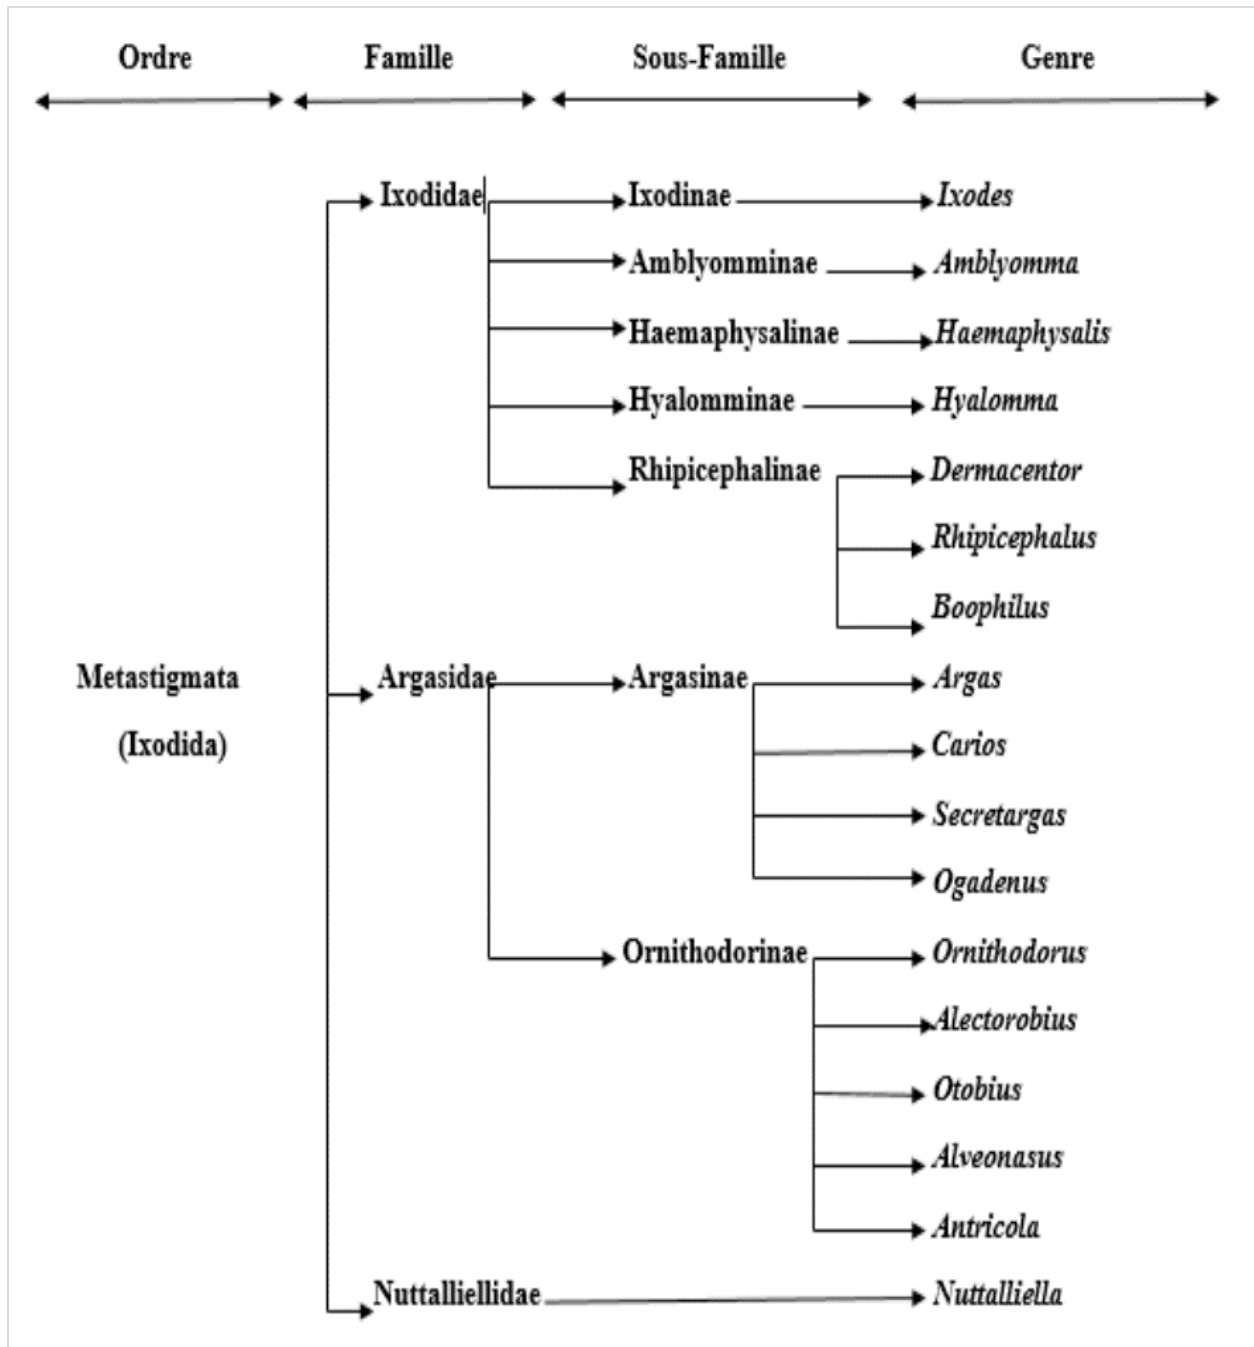 Ordre Famille Sous-Famille Genre
Ixodidae Ixodinae Ixodes
Amblyomminae Amblyomma
Haemaphysalinae Haemaphysalis
Hyalomminae Hyalomma
Rhipicephalinae Dermacentor
Rhipicephalus
Boophilus
Metastigmata Argasidae Argasinae Argas
(Ixodida) Carios
Secretargas
Ogadenus
Ornithodorinae Ornithodorus
Alectorobius
Otobius
Alveonasus
Antricola
Nuttalliellidae Nuttalliella